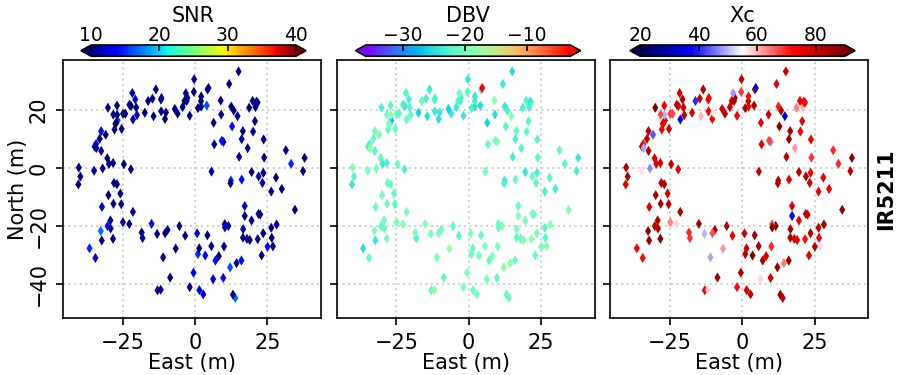 SNR DBV Xc
10 20 30 40 −30 −20 −10 20 40 60 80
North (m)
20
0
−20
−40
−25 0 25 −25 0 25 −25 0 25
East (m) East (m) East (m)
IR5211